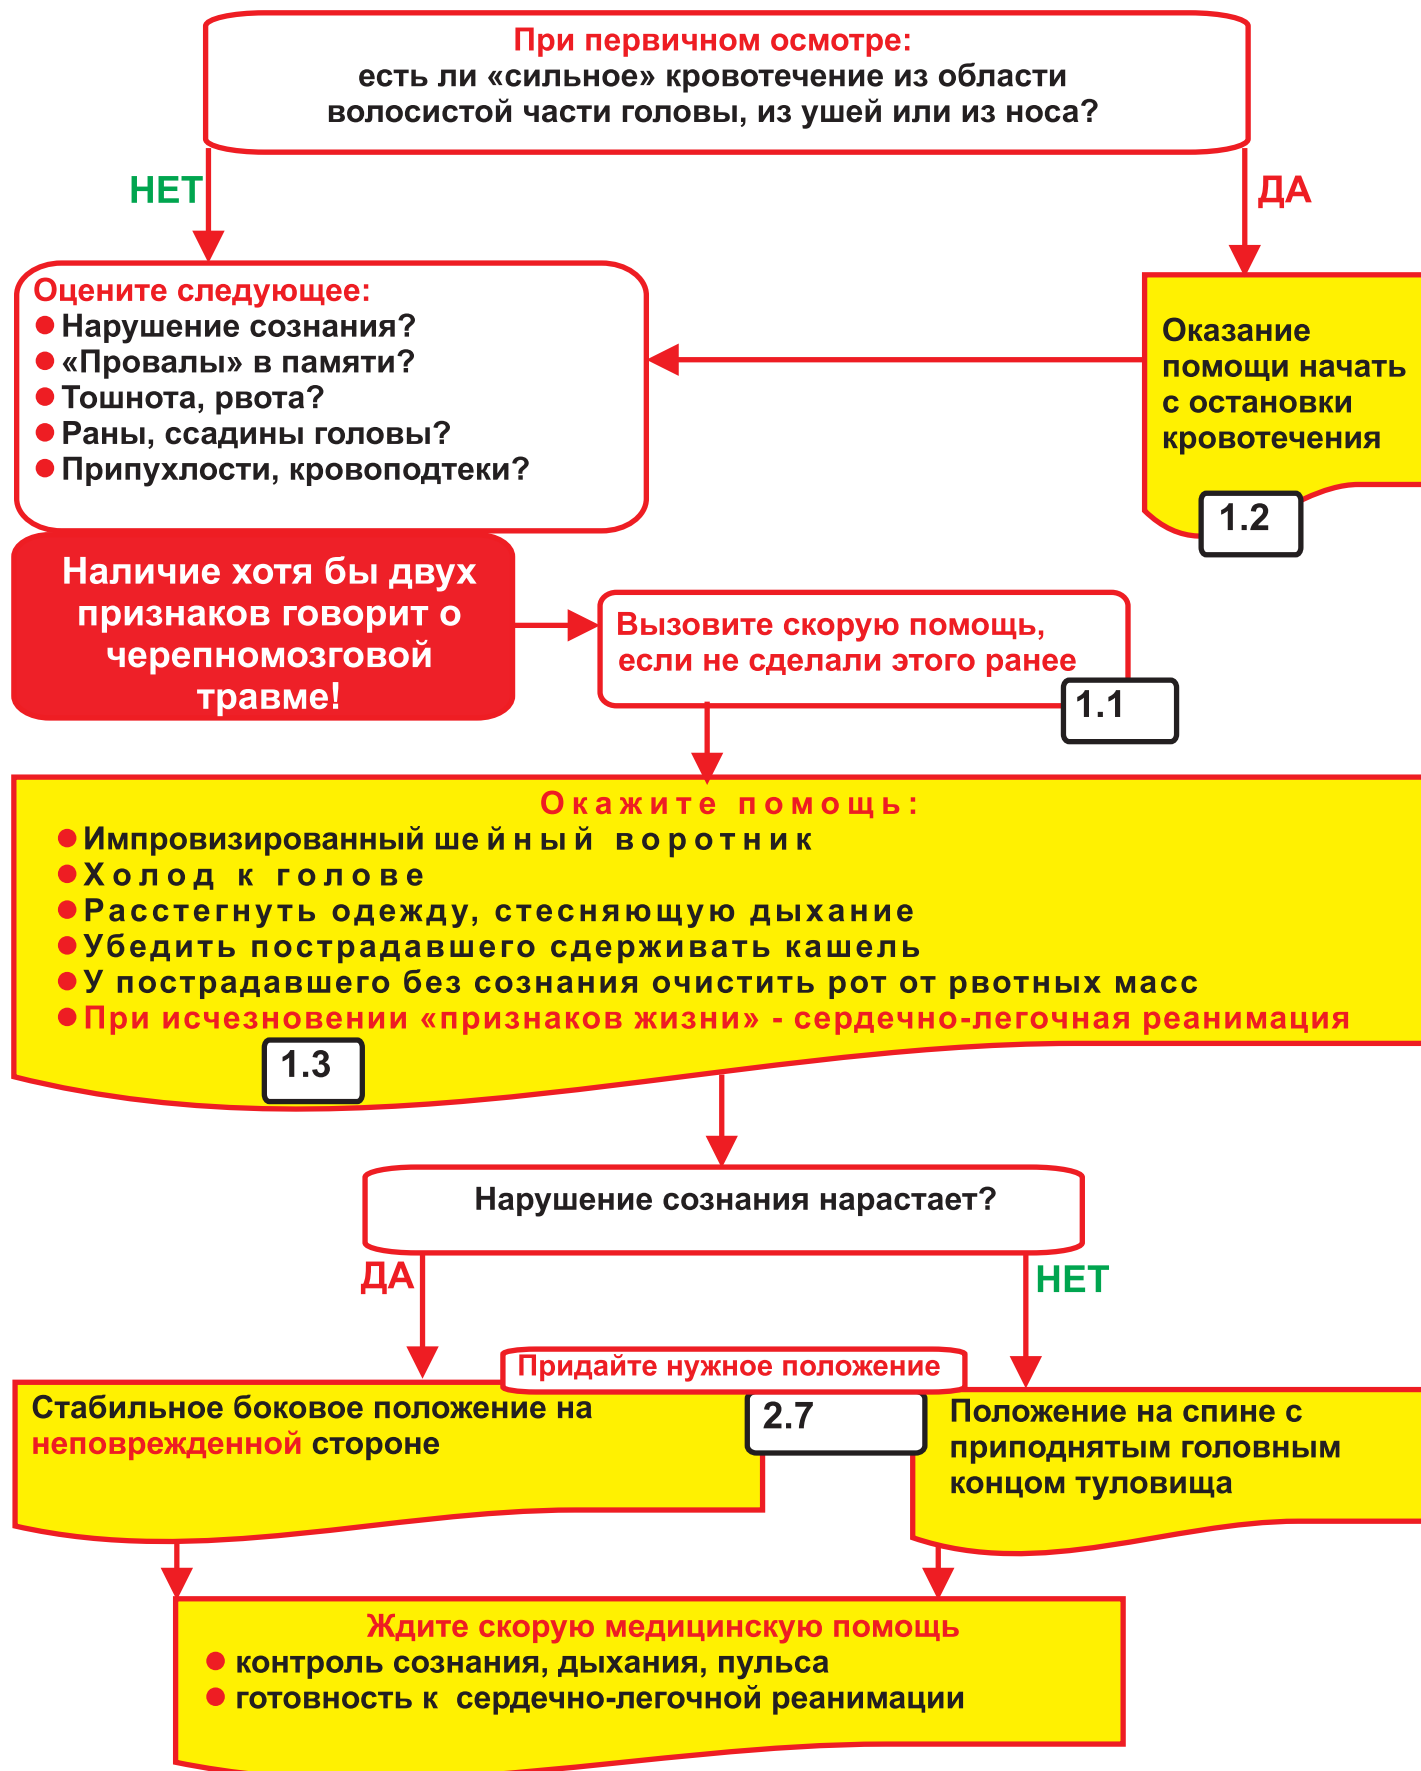 При первичном осмотре:
есть ли «сильное» кровотечение из области
волосистой части головы, из ушей или из носа?
НЕТ
ДА
Оцените следующее:
Нарушение сознания?
«Провалы» в памяти?
Тошнота, рвота?
Раны, ссадины головы?
Припухлости, кровоподтеки?
Оказание
помощи начать
с остановки
кровотечения
1.2
Наличие хотя бы двух
признаков говорит о
черепномозговой
травме!
Вызовите скорую помощь,
если не сделали этого ранее
1.1
Окажите помощь:
Импровизированный шейный воротник
Холод к голове
Расстегнуть одежду, стесняющую дыхание
Убедить пострадавшего сдерживать кашель
У пострадавшего без сознания очистить рот от рвотных масс
При исчезновении «признаков жизни» - сердечно-легочная реанимация
1.3
Нарушение сознания нарастает?
ДА
НЕТ
Придайте нужное положение
2.7
Стабильное боковое положение на
неповрежденной стороне
Положение на спине с
приподнятым головным
концом туловища
Ждите скорую медицинскую помощь
контроль сознания, дыхания, пульса
готовность к сердечно-легочной реанимации